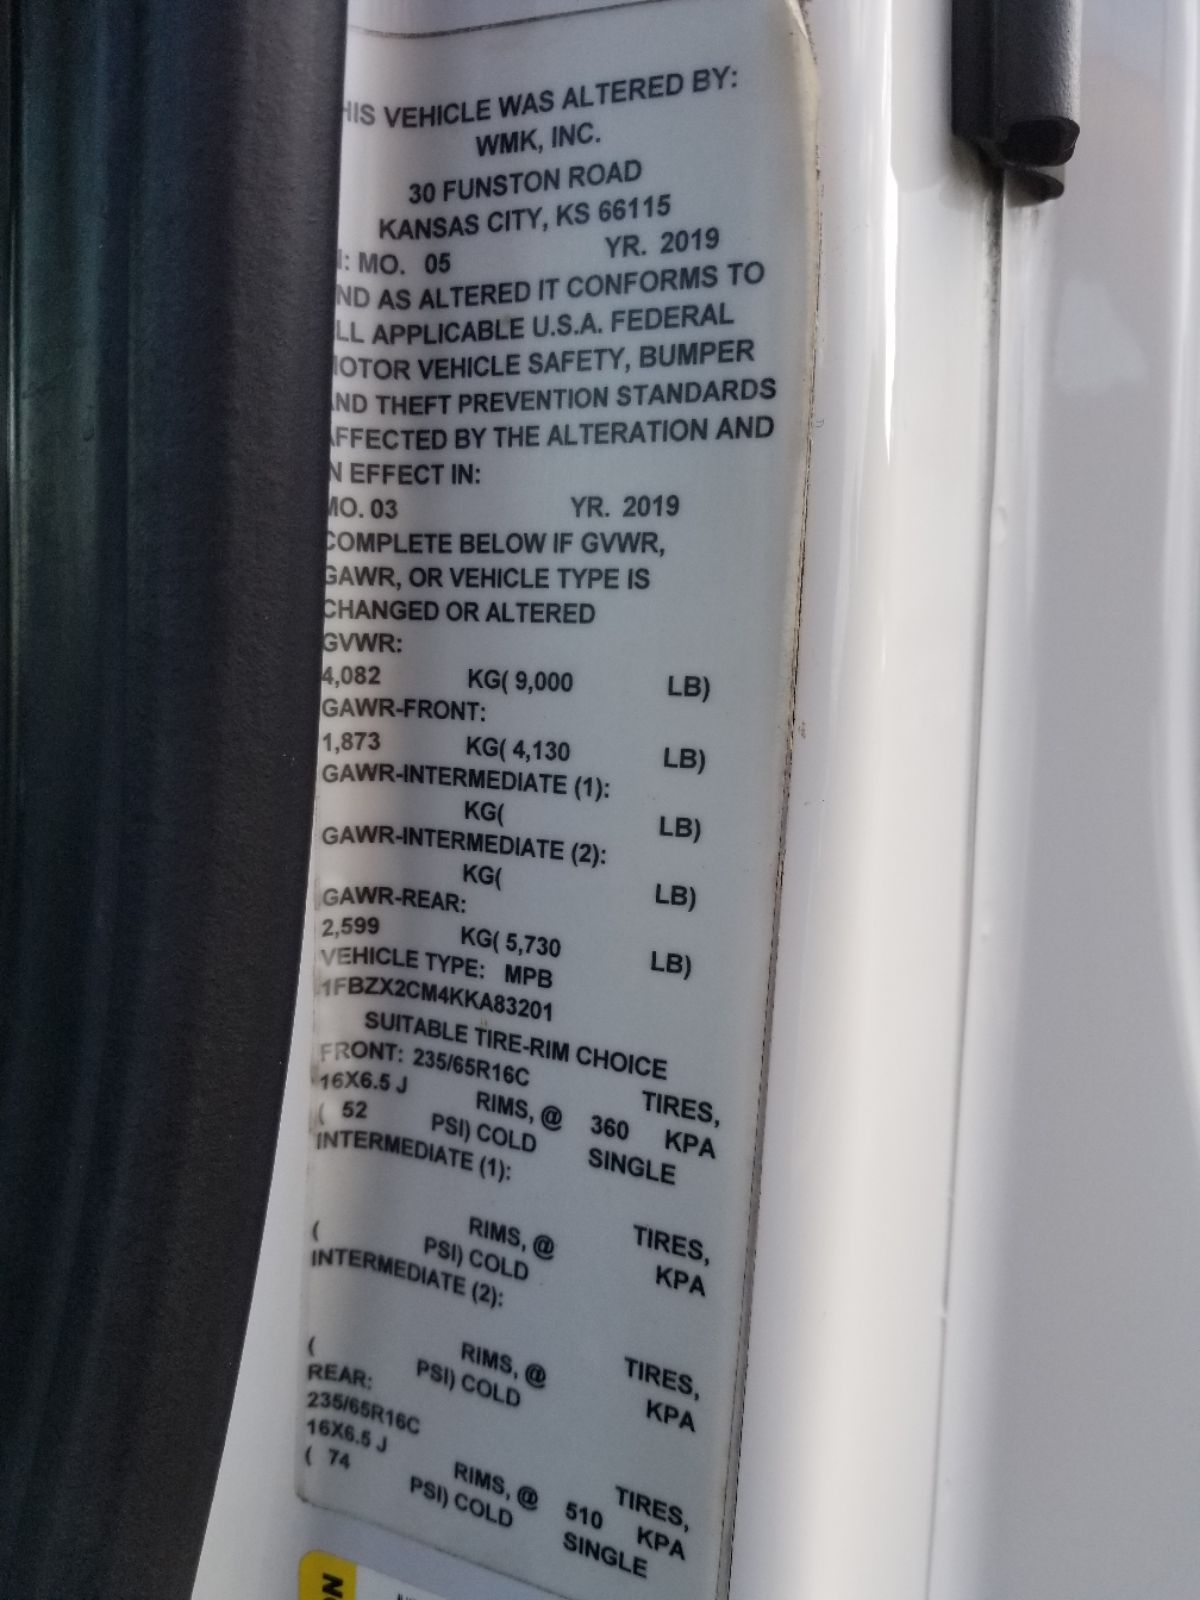 HIS VEHICLE WAS ALTERED BY:
WMK, INC.
30 FUNSTON ROAD
KANSAS CITY, KS 66115
: MO. 05 YR. 2019
ND AS ALTERED IT CONFORMS TO
LL APPLICABLE U.S.A. FEDERAL
OTOR VEHICLE SAFETY, BUMPER
ND THEFT PREVENTION STANDARDS
AFFECTED BY THE ALTERATION AND
N EFFECT IN:
MO. 03 YR. 2019
COMPLETE BELOW IF GVWR,
GAWR, OR VEHICLE TYPE IS
CHANGED OR ALTERED
GVWR:
4,082 KG( 9,000 LB)
GAWR-FRONT:
1,873 KG( 4,130 LB)
GAWR-INTERMEDIATE (1):
KG( LB)
GAWR-INTERMEDIATE (2):
KG( LB)
GAWR-REAR:
2,599 KG( 5,730 LB)
VEHICLE TYPE: MPB
1FBZX2CM4KKA83201
SUITABLE TIRE-RIM CHOICE
FRONT: 235/65R16C TIRES,
16X6.5 J RIMS, @ 360 KPA
( 52 PSI) COLD SINGLE
INTERMEDIATE (1):
TIRES,
RIMS, @ KPA
( PSI) COLD
INTERMEDIATE (2):
TIRES,
RIMS, @ KPA
( PSI) COLD
REAR:
235/65R16C TIRES,
16X6.5 J RIMS, @ 510 KPA
( 74 PSI) COLD SINGLE
ON